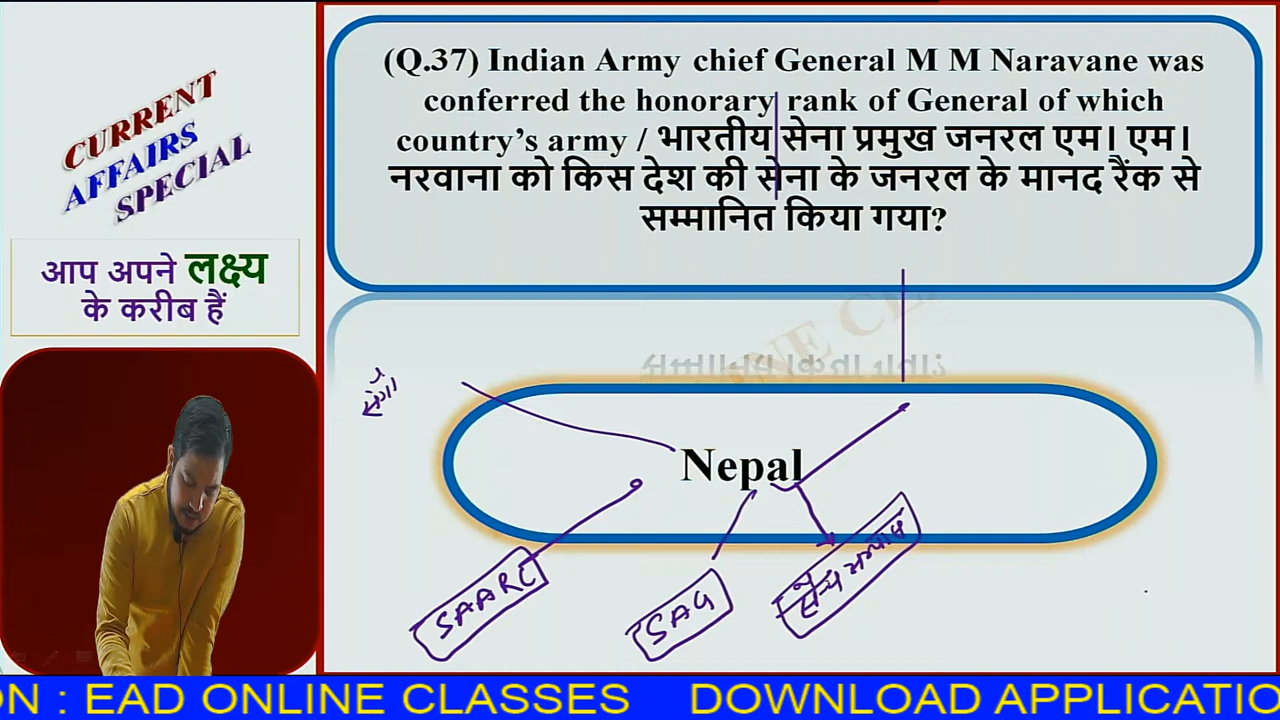 CURRENT
AFFAIRS
SPECIAL
आप अपने लक्ष्य
के करीब हैं
(Q.37) Indian Army chief General M M Naravane was
conferred the honorary rank of General of which
country's army / भारतीय सेना प्रमुख जनरल एम। एम।
नरवाना को किस देश की सेना के जनरल के मानद रैंक से
सम्मानित किया गया?
Nepal
SAARC
SAG
ON : EAD ONLINE CLASSES DOWNLOAD APPLICATIO